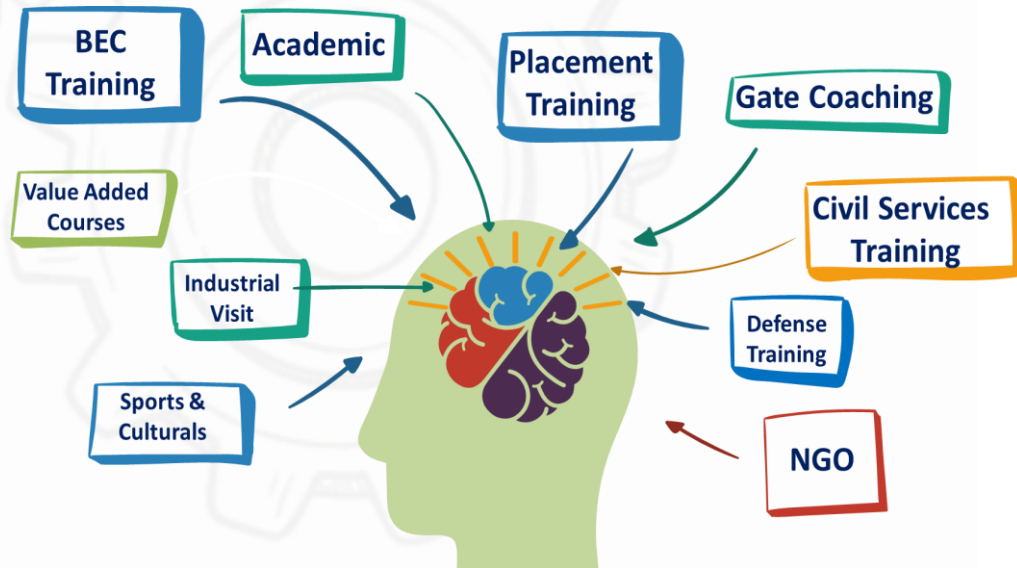 BEC
Training
Academic
Placement
Training
Gate Coaching
Value Added
Courses
Civil Services
Training
Industrial
Visit
Defense
Training
Sports &
Culturals
NGO